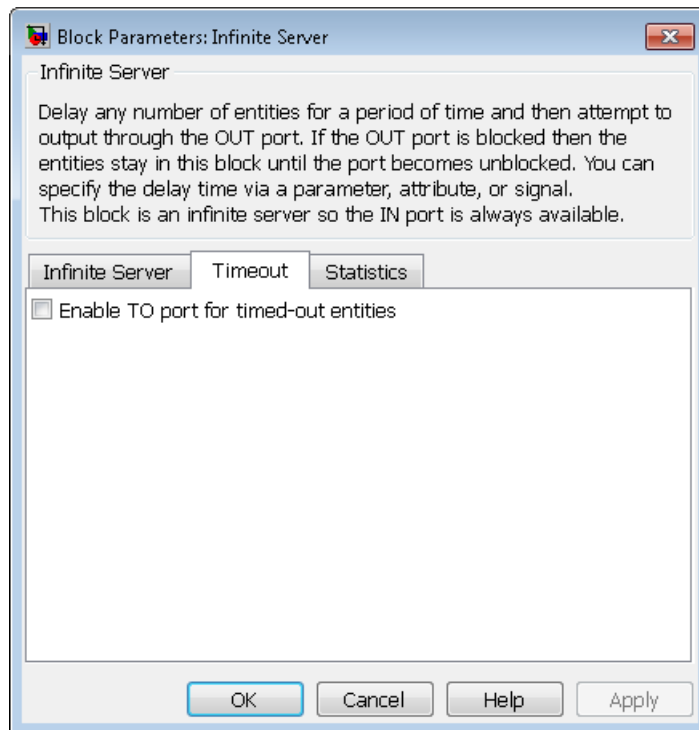 Block Parameters: Infinite Server
Infinite Server
Delay any number of entities for a period of time and then attempt to
output through the OUT port. If the OUT port is blocked then the
entities stay in this block until the port becomes unblocked. You can
specify the delay time via a parameter, attribute, or signal.
This block is an infinite server so the IN port is always available.
Infinite Server Timeout Statistics
Enable TO port for timed-out entities
OK Cancel Help Apply